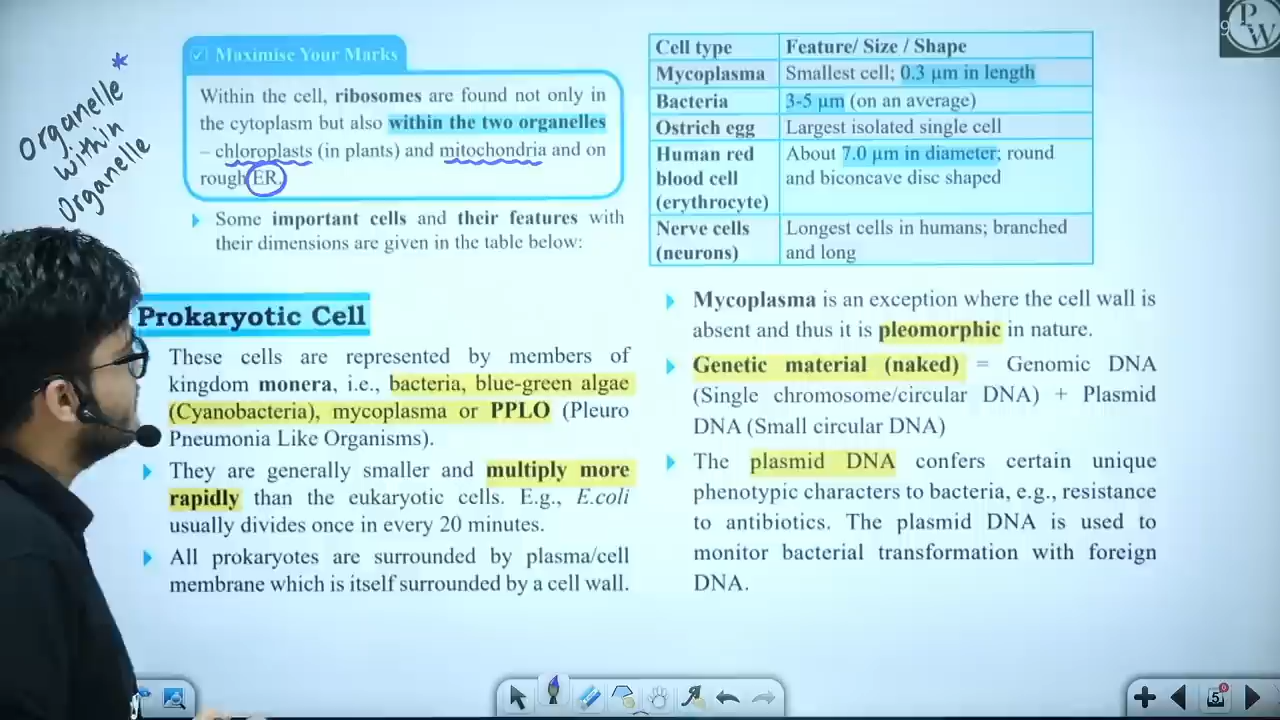 Organelle *
within
Organelle
Maximise Your Marks
Within the cell, ribosomes are found not only in
the cytoplasm but also within the two organelles
– chloroplasts (in plants) and mitochondria and on
rough ER.
Some important cells and their features with
their dimensions are given in the table below:
Prokaryotic Cell
These cells are represented by members of
kingdom monera, i.e., bacteria, blue-green algae
(Cyanobacteria), mycoplasma or PPLO (Pleuro
Pneumonia Like Organisms).
They are generally smaller and multiply more
rapidly than the eukaryotic cells. E.g., E.coli
usually divides once in every 20 minutes.
All prokaryotes are surrounded by plasma/cell
membrane which is itself surrounded by a cell wall.
Cell type Feature/ Size / Shape
Mycoplasma Smallest cell; 0.3 µm in length
Bacteria 3-5 µm (on an average)
Ostrich egg Largest isolated single cell
Human red About 7.0 µm in diameter; round
blood cell and biconcave disc shaped
(erythrocyte)
Nerve cells Longest cells in humans; branched
(neurons) and long
Mycoplasma is an exception where the cell wall is
absent and thus it is pleomorphic in nature.
Genetic material (naked) = Genomic DNA
(Single chromosome/circular DNA) + Plasmid
DNA (Small circular DNA)
The plasmid DNA confers certain unique
phenotypic characters to bacteria, e.g., resistance
to antibiotics. The plasmid DNA is used to
monitor bacterial transformation with foreign
DNA.
9
P
W
5